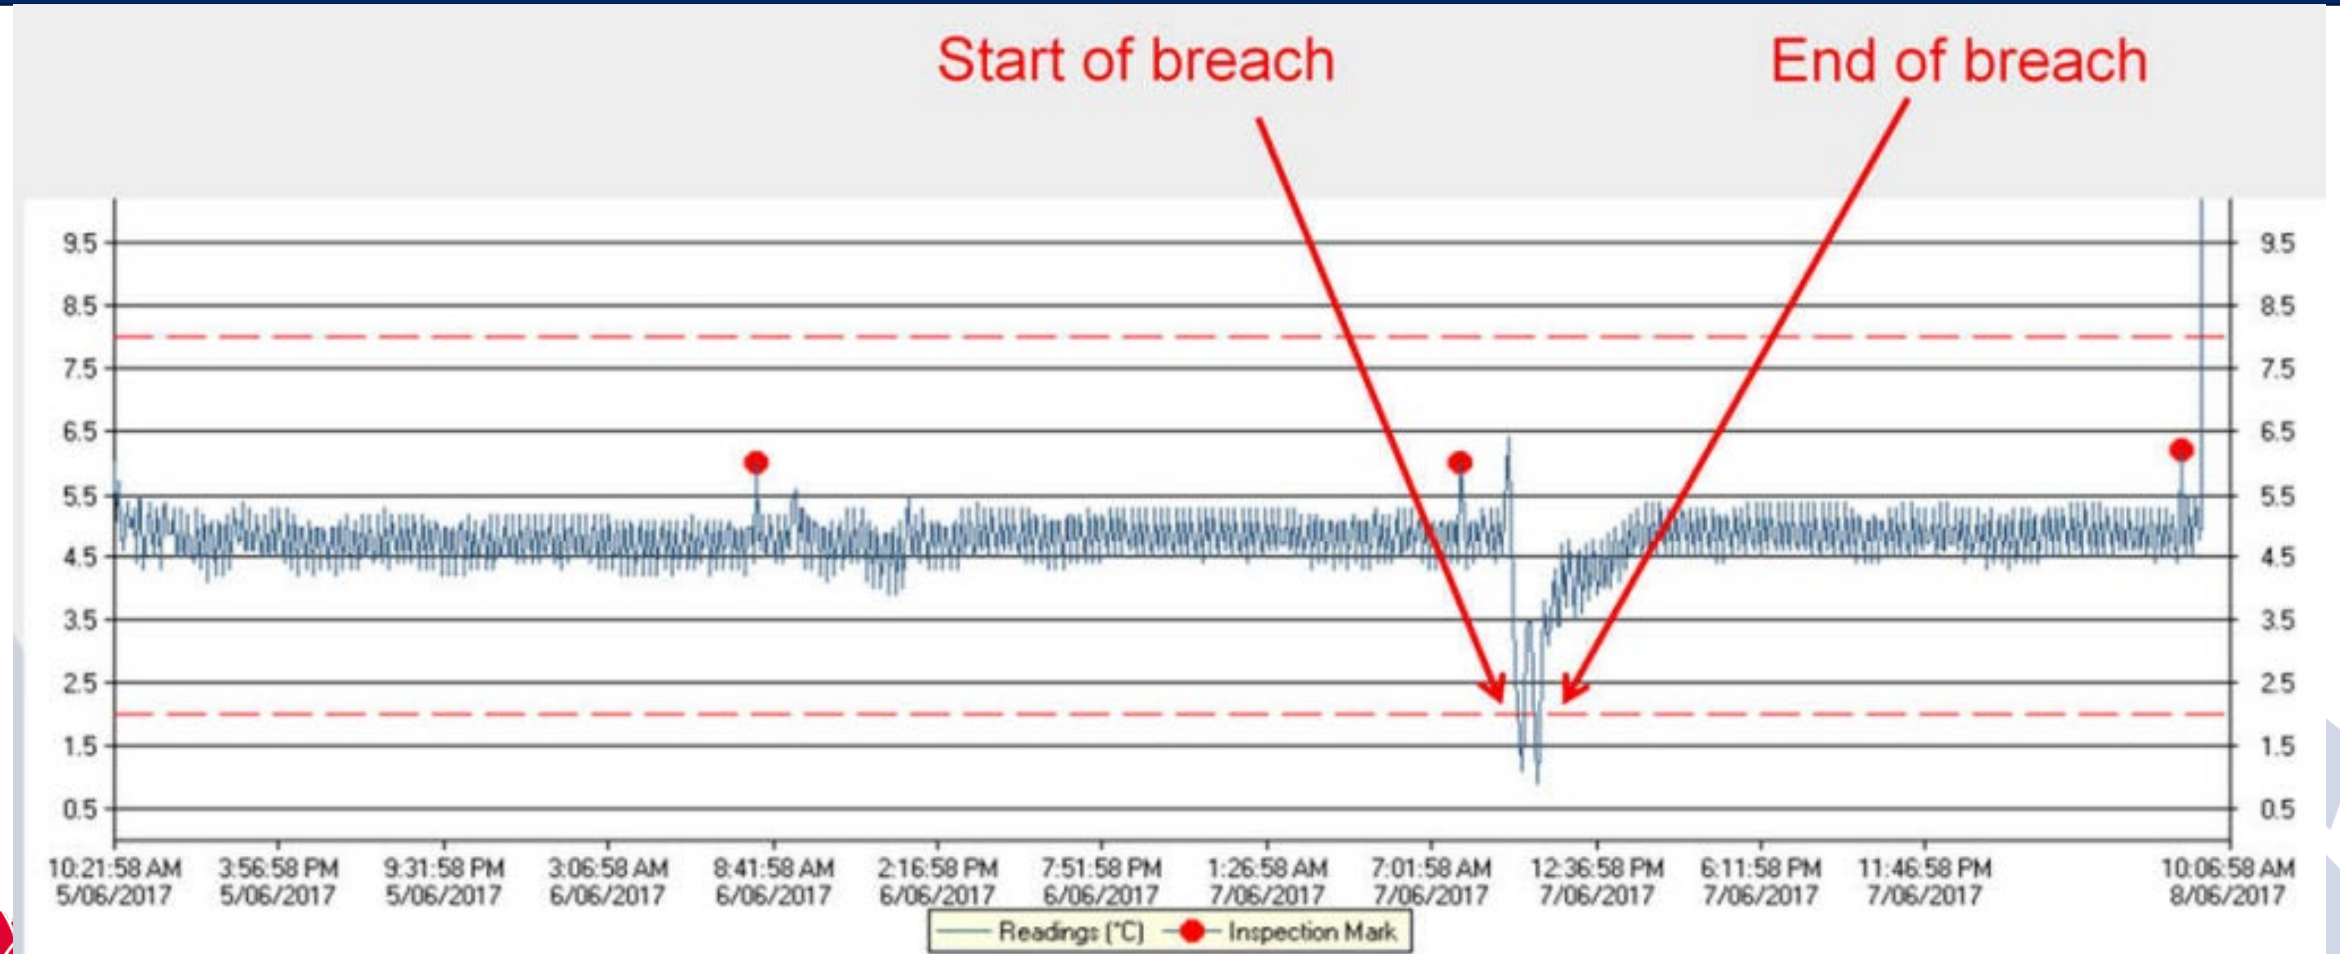 Start of breach End of breach
9.5 9.5
8.5 8.5
7.5 7.5
6.5 6.5
5.5 5.5
4.5 4.5
3.5 3.5
2.5 2.5
1.5 1.5
0.5 0.5
10:21:58 AM 3:56:58 PM 9:31:58 PM 3:06:58 AM 8:41:58 AM 2:16:58 PM 7:51:58 PM 1:26:58 AM 7:01:58 AM 12:36:58 PM 6:11:58 PM 11:46:58 PM 10:06:58 AM
5/06/2017 5/06/2017 5/06/2017 6/06/2017 6/06/2017 6/06/2017 6/06/2017 7/06/2017 7/06/2017 7/06/2017 7/06/2017 7/06/2017 8/06/2017
Readings (°C) Inspection Mark